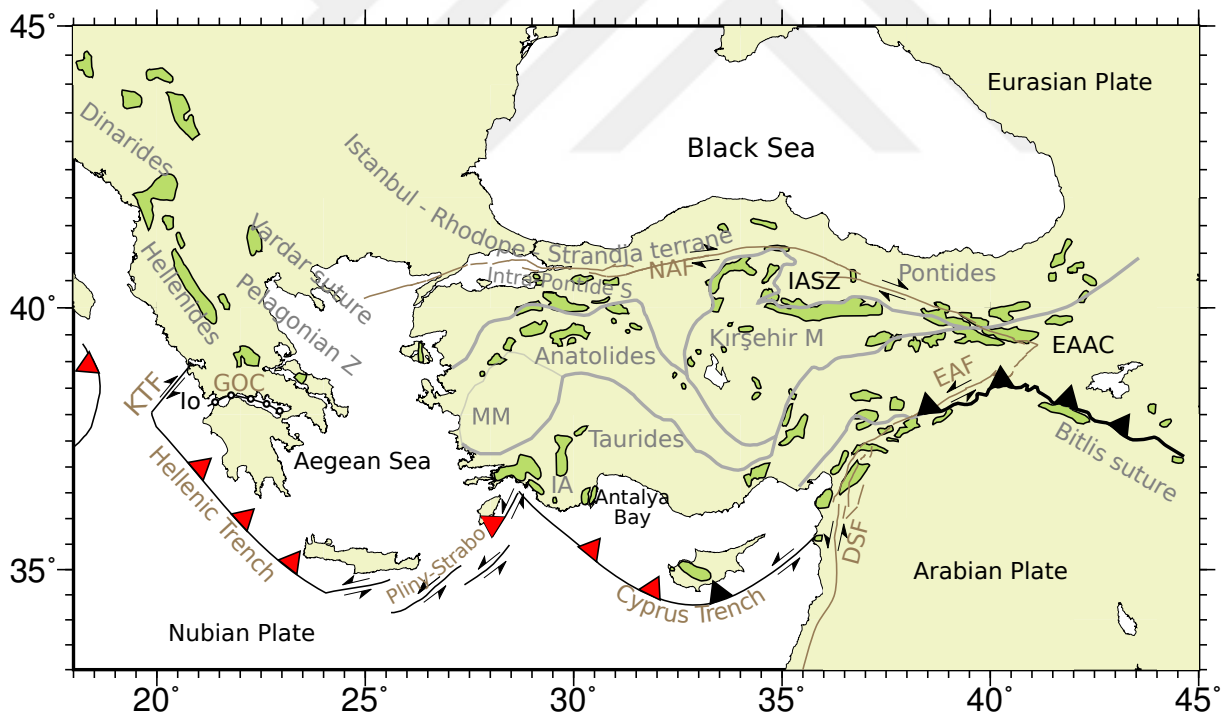 45°
Eurasian Plate
Dinarides
Black Sea
Istanbul - Rhodope - Strandja terrane
Vardar suture
Hellenides
NAF
Intra-Pontide S
IASZ
Pontides
Pelagonian Z
40°
Kırşehir M
EAAC
Anatolides
KTF
GOC
Io
EAF
MM
Taurides
Bitlis suture
Aegean Sea
Hellenic Trench
IA
Antalya
Bay
DSF
35°
Pliny-Strabo
Arabian Plate
Cyprus Trench
Nubian Plate
20°
25°
30°
35°
40°
45°